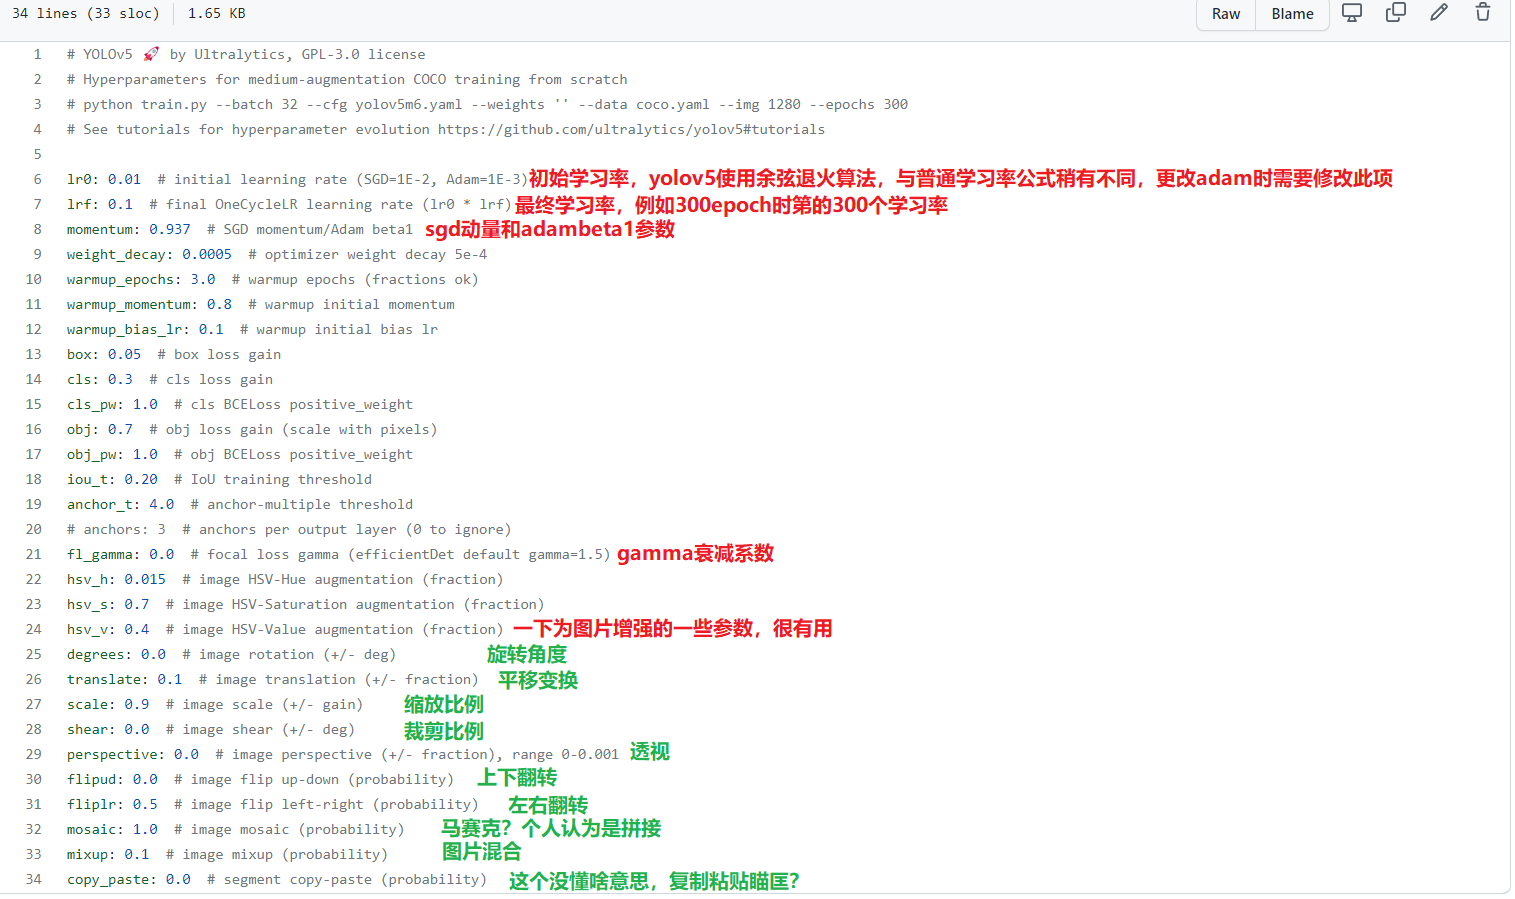 34 lines (33 sloc) 1.65 KB Raw Blame
1 # YOLOv5 🚀 by Ultralytics, GPL-3.0 license
2 # Hyperparameters for medium-augmentation COCO training from scratch
3 # python train.py --batch 32 --cfg yolov5m6.yaml --weights '' --data coco.yaml --img 1280 --epochs 300
4 # See tutorials for hyperparameter evolution https://github.com/ultralytics/yolov5#tutorials
5
6 lr0: 0.01 # initial learning rate (SGD=1E-2, Adam=1E-3)初始学习率，yolov5使用余弦退火算法，与普通学习率公式稍有不同，更改adam时需要修改此项
7 lrf: 0.1 # final OneCycleLR learning rate (lr0 * lrf)最终学习率，例如300epoch时第的300个学习率
8 momentum: 0.937 # SGD momentum/Adam beta1 sgd动量和adambeta1参数
9 weight_decay: 0.0005 # optimizer weight decay 5e-4
10 warmup_epochs: 3.0 # warmup epochs (fractions ok)
11 warmup_momentum: 0.8 # warmup initial momentum
12 warmup_bias_lr: 0.1 # warmup initial bias lr
13 box: 0.05 # box loss gain
14 cls: 0.3 # cls loss gain
15 cls_pw: 1.0 # cls BCELoss positive_weight
16 obj: 0.7 # obj loss gain (scale with pixels)
17 obj_pw: 1.0 # obj BCELoss positive_weight
18 iou_t: 0.20 # IoU training threshold
19 anchor_t: 4.0 # anchor-multiple threshold
20 # anchors: 3 # anchors per output layer (0 to ignore)
21 fl_gamma: 0.0 # focal loss gamma (efficientDet default gamma=1.5) gamma衰减系数
22 hsv_h: 0.015 # image HSV-Hue augmentation (fraction)
23 hsv_s: 0.7 # image HSV-Saturation augmentation (fraction)
24 hsv_v: 0.4 # image HSV-Value augmentation (fraction) 一下为图片增强的一些参数，很有用
25 degrees: 0.0 # image rotation (+/- deg) 旋转角度
26 translate: 0.1 # image translation (+/- fraction) 平移变换
27 scale: 0.9 # image scale (+/- gain) 缩放比例
28 shear: 0.0 # image shear (+/- deg) 裁剪比例
29 perspective: 0.0 # image perspective (+/- fraction), range 0-0.001 透视
30 flipud: 0.0 # image flip up-down (probability) 上下翻转
31 fliplr: 0.5 # image flip left-right (probability) 左右翻转
32 mosaic: 1.0 # image mosaic (probability) 马赛克？个人认为是拼接
33 mixup: 0.1 # image mixup (probability) 图片混合
34 copy_paste: 0.0 # segment copy-paste (probability) 这个没懂啥意思，复制粘贴瞄匡？